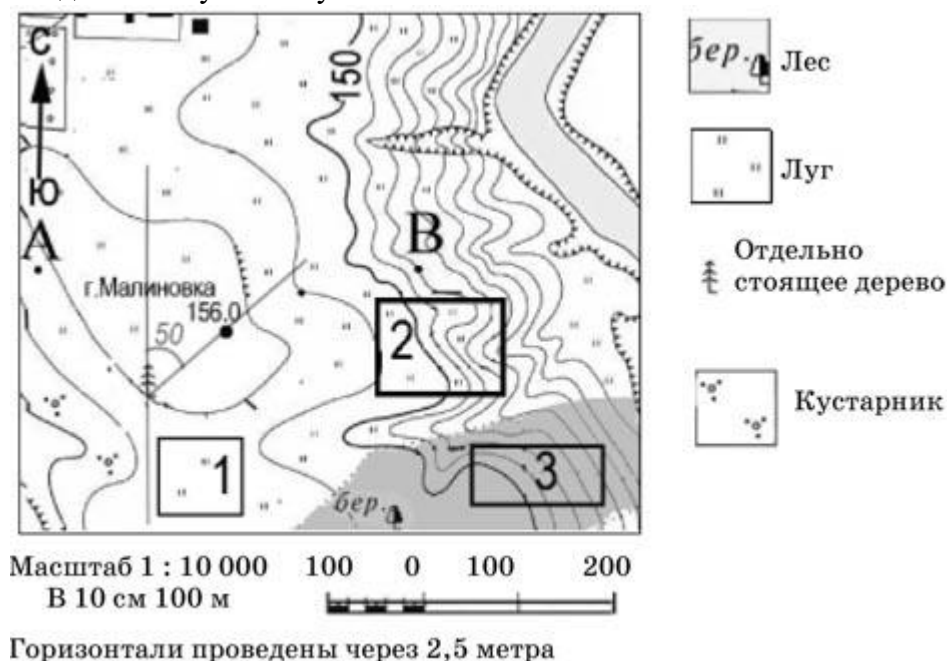 С
Ю
А
150
В
г.Малиновка
156,0
50
2
1
3
бер.
бер.
Лес
Луг
Отдельно
стоящее дерево
Кустарник
Масштаб 1 : 10 000
В 10 см 100 м
100 0 100 200
Горизонтали проведены через 2,5 метра